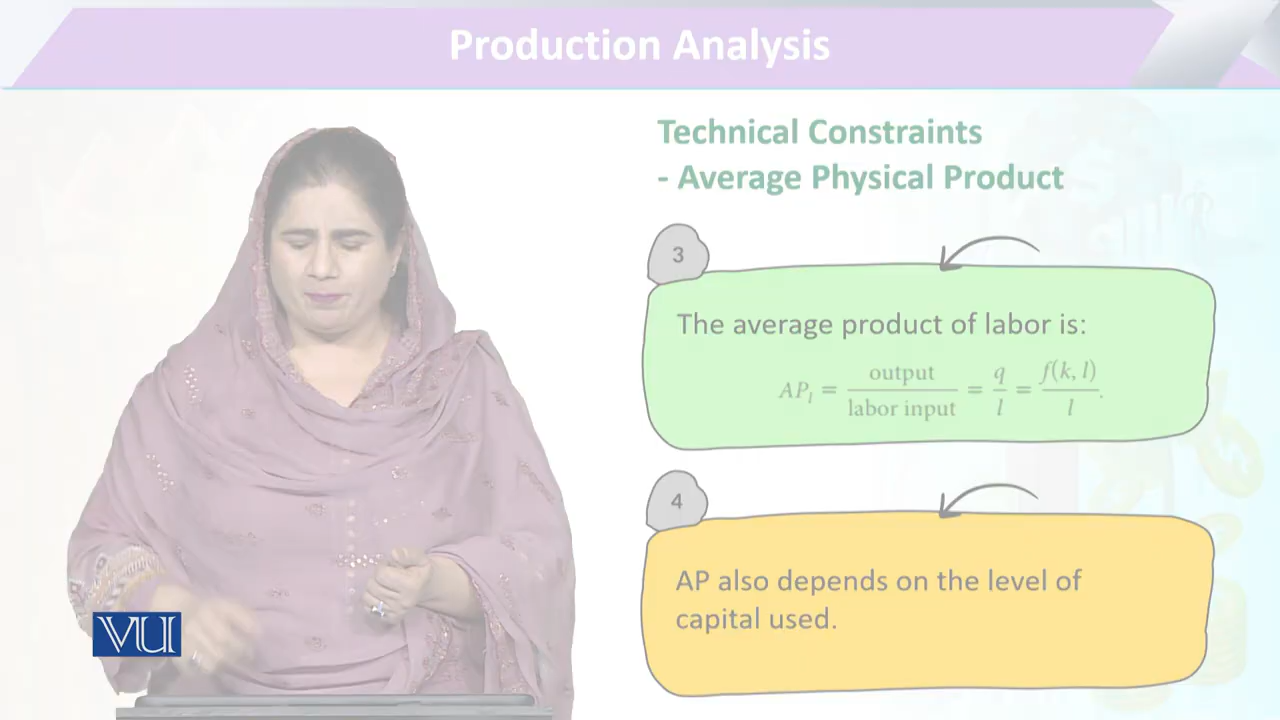 Production Analysis
Technical Constraints
- Average Physical Product
3
The average product of labor is:
APₗ = output / labor input = q / l = f(k, l) / l.
4
AP also depends on the level of
capital used.
VU